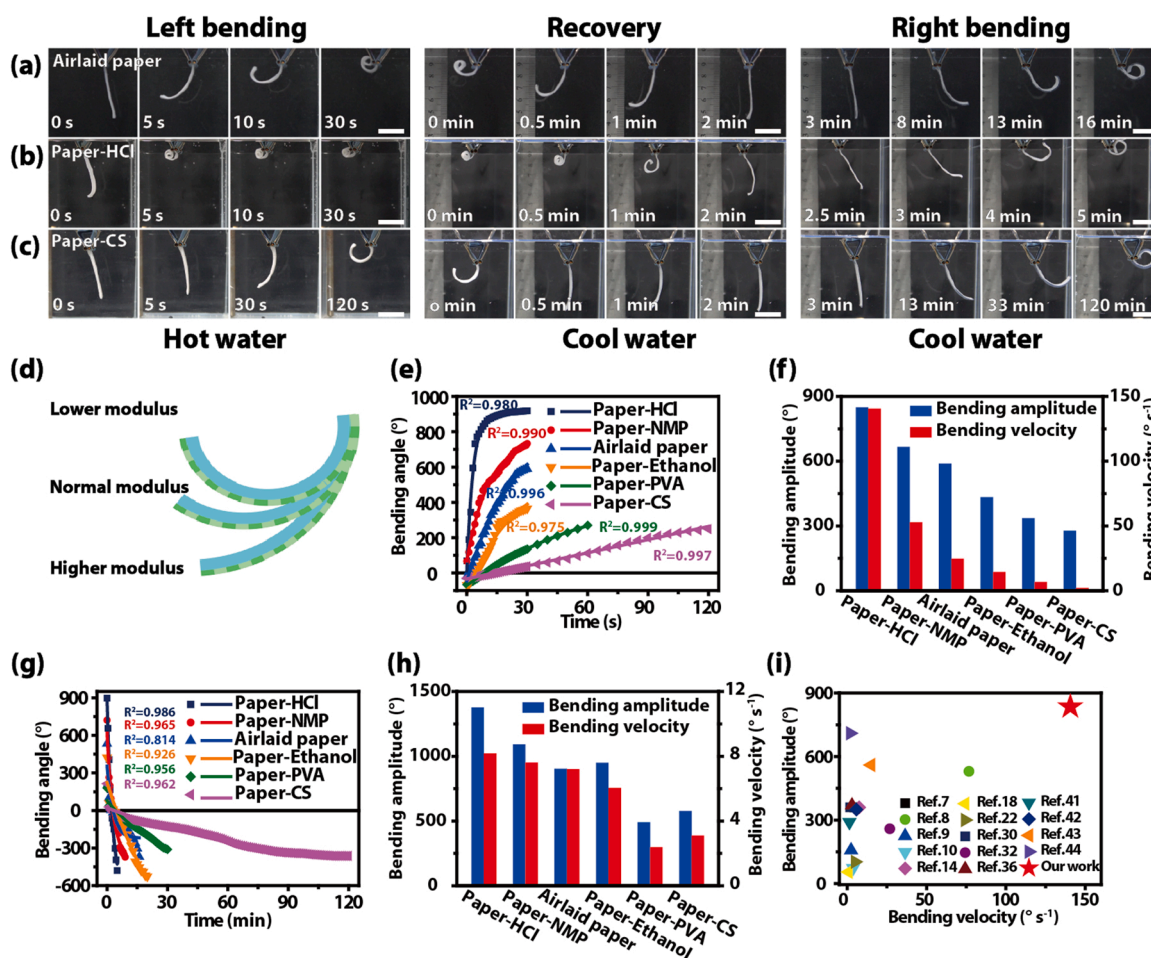 Left bending Recovery Right bending
(a) Airlaid paper
0 s 5 s 10 s 30 s 0 min 0.5 min 1 min 2 min 3 min 8 min 13 min 16 min
(b) Paper-HCl
0 s 5 s 10 s 30 s 0 min 0.5 min 1 min 2 min 2.5 min 3 min 4 min 5 min
(c) Paper-CS
0 s 5 s 30 s 120 s o min 0.5 min 1 min 2 min 3 min 13 min 33 min 120 min
Hot water Cool water Cool water
(d)
Lower modulus
Normal modulus
Higher modulus
(e)
Bending angle (°)
1000
800
600
400
200
0
R²=0.980
R²=0.990
R²=0.996
R²=0.975
R²=0.999
R²=0.997
Paper-HCl
Paper-NMP
Airlaid paper
Paper-Ethanol
Paper-PVA
Paper-CS
0 30 60 90 120
Time (s)
(f)
Bending amplitude (°)
900
600
300
0
Bending amplitude
Bending velocity
150
100
50
0
Bending velocity (° s⁻¹)
Paper-HCl
Paper-NMP
Airlaid paper
Paper-Ethanol
Paper-PVA
Paper-CS
(g)
Bending angle (°)
900
600
300
0
-300
-600
R²=0.986
R²=0.965
R²=0.814
R²=0.926
R²=0.956
R²=0.962
Paper-HCl
Paper-NMP
Airlaid paper
Paper-Ethanol
Paper-PVA
Paper-CS
0 30 60 90 120
Time (min)
(h)
Bending amplitude (°)
1500
1000
500
0
Bending amplitude
Bending velocity
12
8
4
0
Bending velocity (° s⁻¹)
Paper-HCl
Paper-NMP
Airlaid paper
Paper-Ethanol
Paper-PVA
Paper-CS
(i)
Bending amplitude (°)
900
600
300
0
Ref.7 Ref.18 Ref.41
Ref.8 Ref.22 Ref.42
Ref.9 Ref.30 Ref.43
Ref.10 Ref.32 Ref.44
Ref.14 Ref.36 Our work
0 50 100 150
Bending velocity (° s⁻¹)